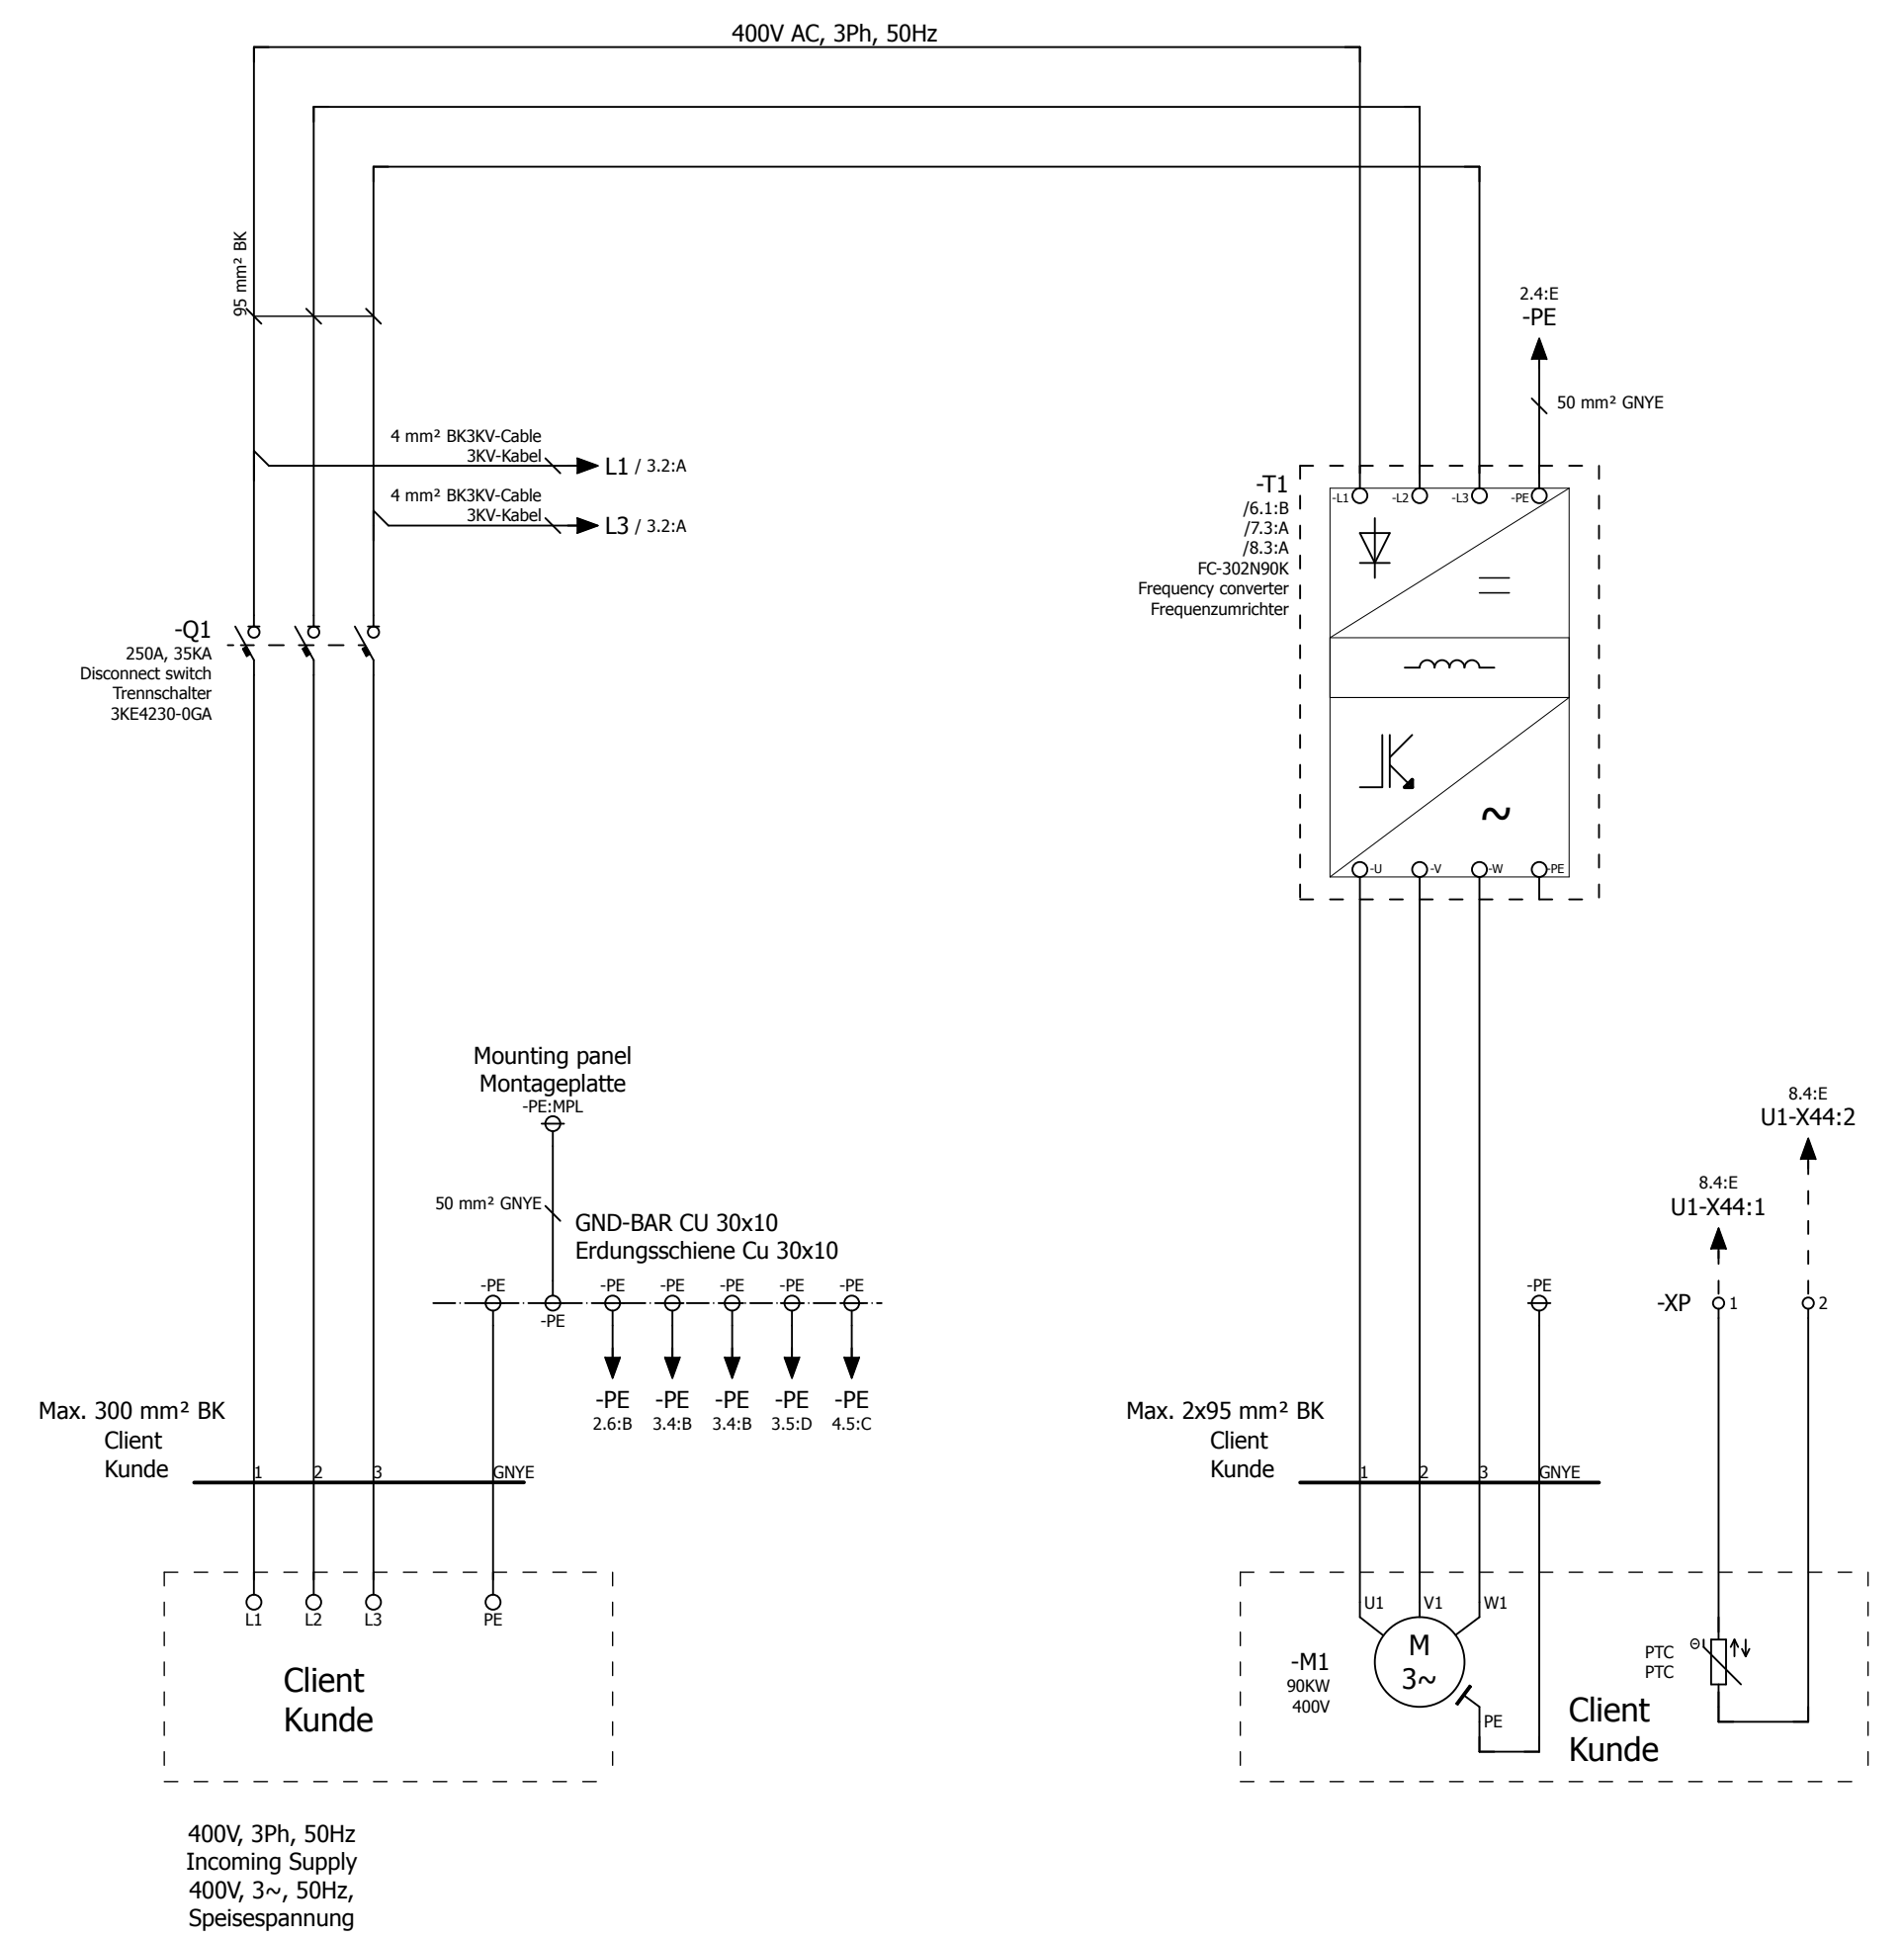 400V AC, 3Ph, 50Hz
95 mm² BK
2.4:E
-PE
50 mm² GNYE
4 mm² BK3KV-Cable
3KV-Kabel
L1 / 3.2:A
4 mm² BK3KV-Cable
3KV-Kabel
L3 / 3.2:A
-T1
/6.1:B
/7.3:A
/8.3:A
FC-302N90K
Frequency converter
Frequenzumrichter
-L1
-L2
-L3
-PE
~
-U
-V
-W
-PE
-Q1
250A, 35KA
Disconnect switch
Trennschalter
3KE4230-0GA
Mounting panel
Montageplatte
-PE:MPL
50 mm² GNYE
GND-BAR CU 30x10
Erdungsschiene Cu 30x10
-PE
-PE
-PE
-PE
-PE
-PE
-PE
-PE
2.6:B
-PE
3.4:B
-PE
3.4:B
-PE
3.5:D
-PE
4.5:C
8.4:E
U1-X44:2
8.4:E
U1-X44:1
-PE
-XP
1
2
Max. 300 mm² BK
Client
Kunde
1
2
3
GNYE
Max. 2x95 mm² BK
Client
Kunde
1
2
3
GNYE
L1
L2
L3
PE
Client
Kunde
U1
V1
W1
M
3~
-M1
90KW
400V
PE
PTC
PTC
Θ
Client
Kunde
400V, 3Ph, 50Hz
Incoming Supply
400V, 3~, 50Hz,
Speisespannung